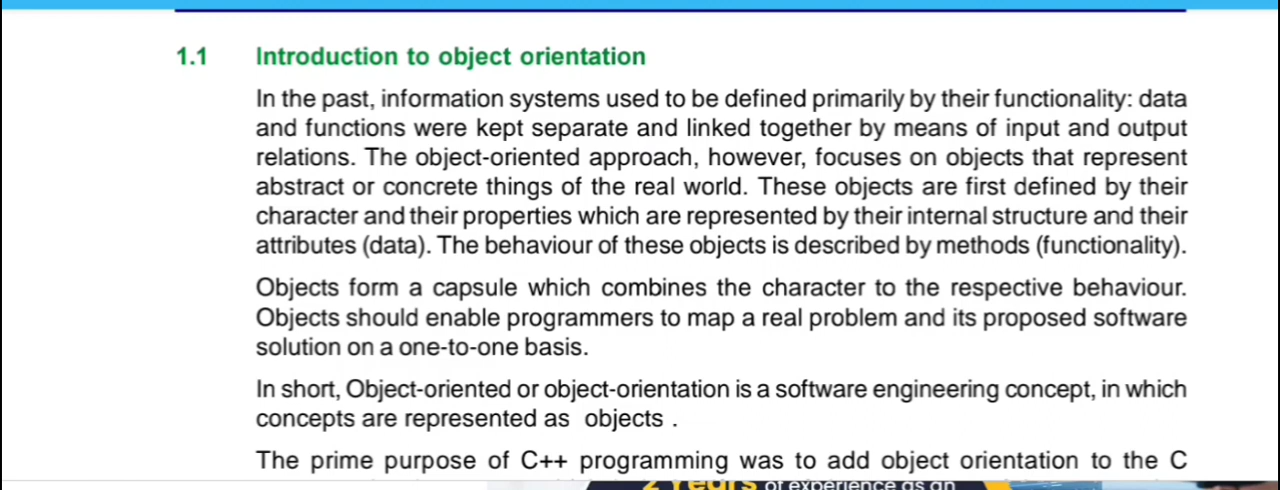 1.1 Introduction to object orientation
In the past, information systems used to be defined primarily by their functionality: data
and functions were kept separate and linked together by means of input and output
relations. The object-oriented approach, however, focuses on objects that represent
abstract or concrete things of the real world. These objects are first defined by their
character and their properties which are represented by their internal structure and their
attributes (data). The behaviour of these objects is described by methods (functionality).
Objects form a capsule which combines the character to the respective behaviour.
Objects should enable programmers to map a real problem and its proposed software
solution on a one-to-one basis.
In short, Object-oriented or object-orientation is a software engineering concept, in which
concepts are represented as objects .
The prime purpose of C++ programming was to add object orientation to the C
2 Years of experience as an